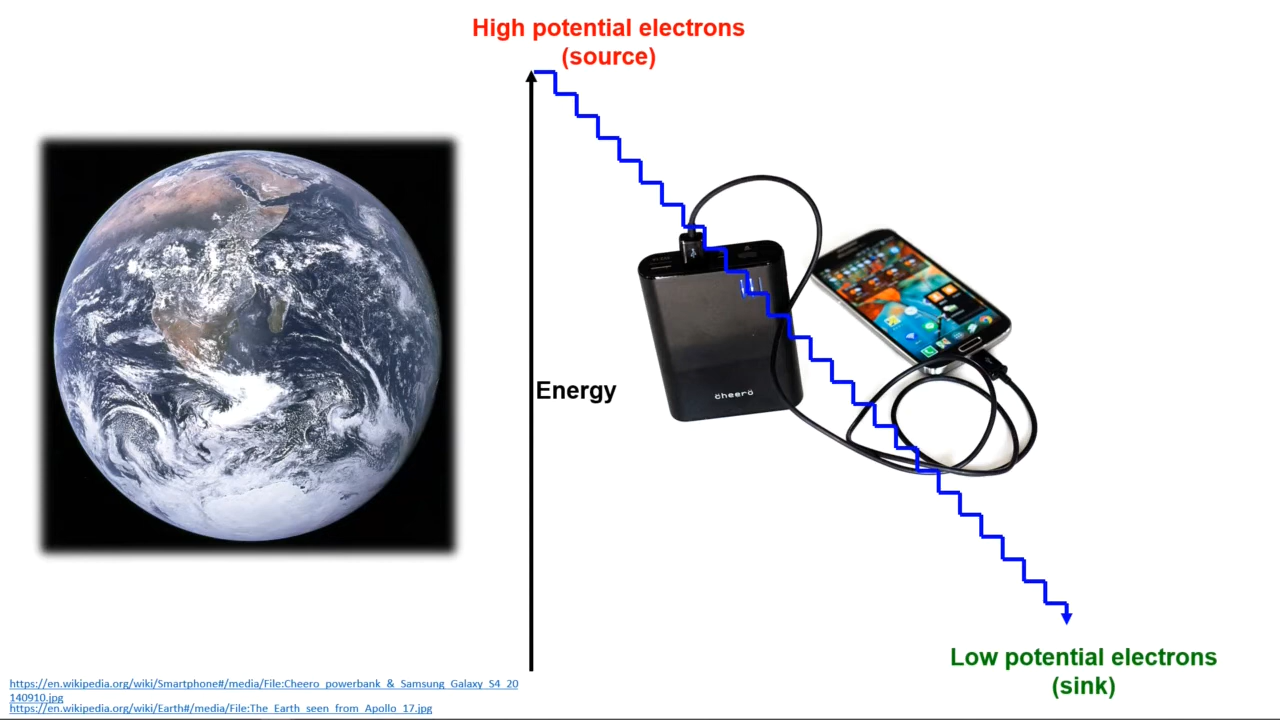 High potential electrons
(source)
Energy
cheerö
Low potential electrons
(sink)
https://en.wikipedia.org/wiki/Smartphone#/media/File:Cheero_powerbank_&_Samsung_Galaxy_S4_20
140910.jpg
https://en.wikipedia.org/wiki/Earth#/media/File:The_Earth_seen_from_Apollo_17.jpg